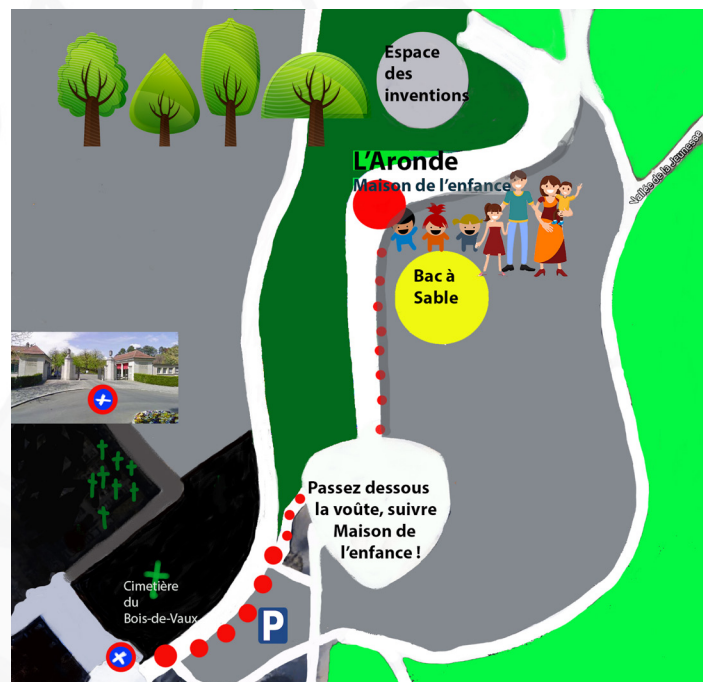 Espace
des
inventions
L'Aronde
Maison de l'enfance
Vallée de la Jeunesse
Bac à
Sable
Passez dessous
la voûte, suivre
Maison de
l'enfance !
Cimetière
du
Bois-de-Vaux
P